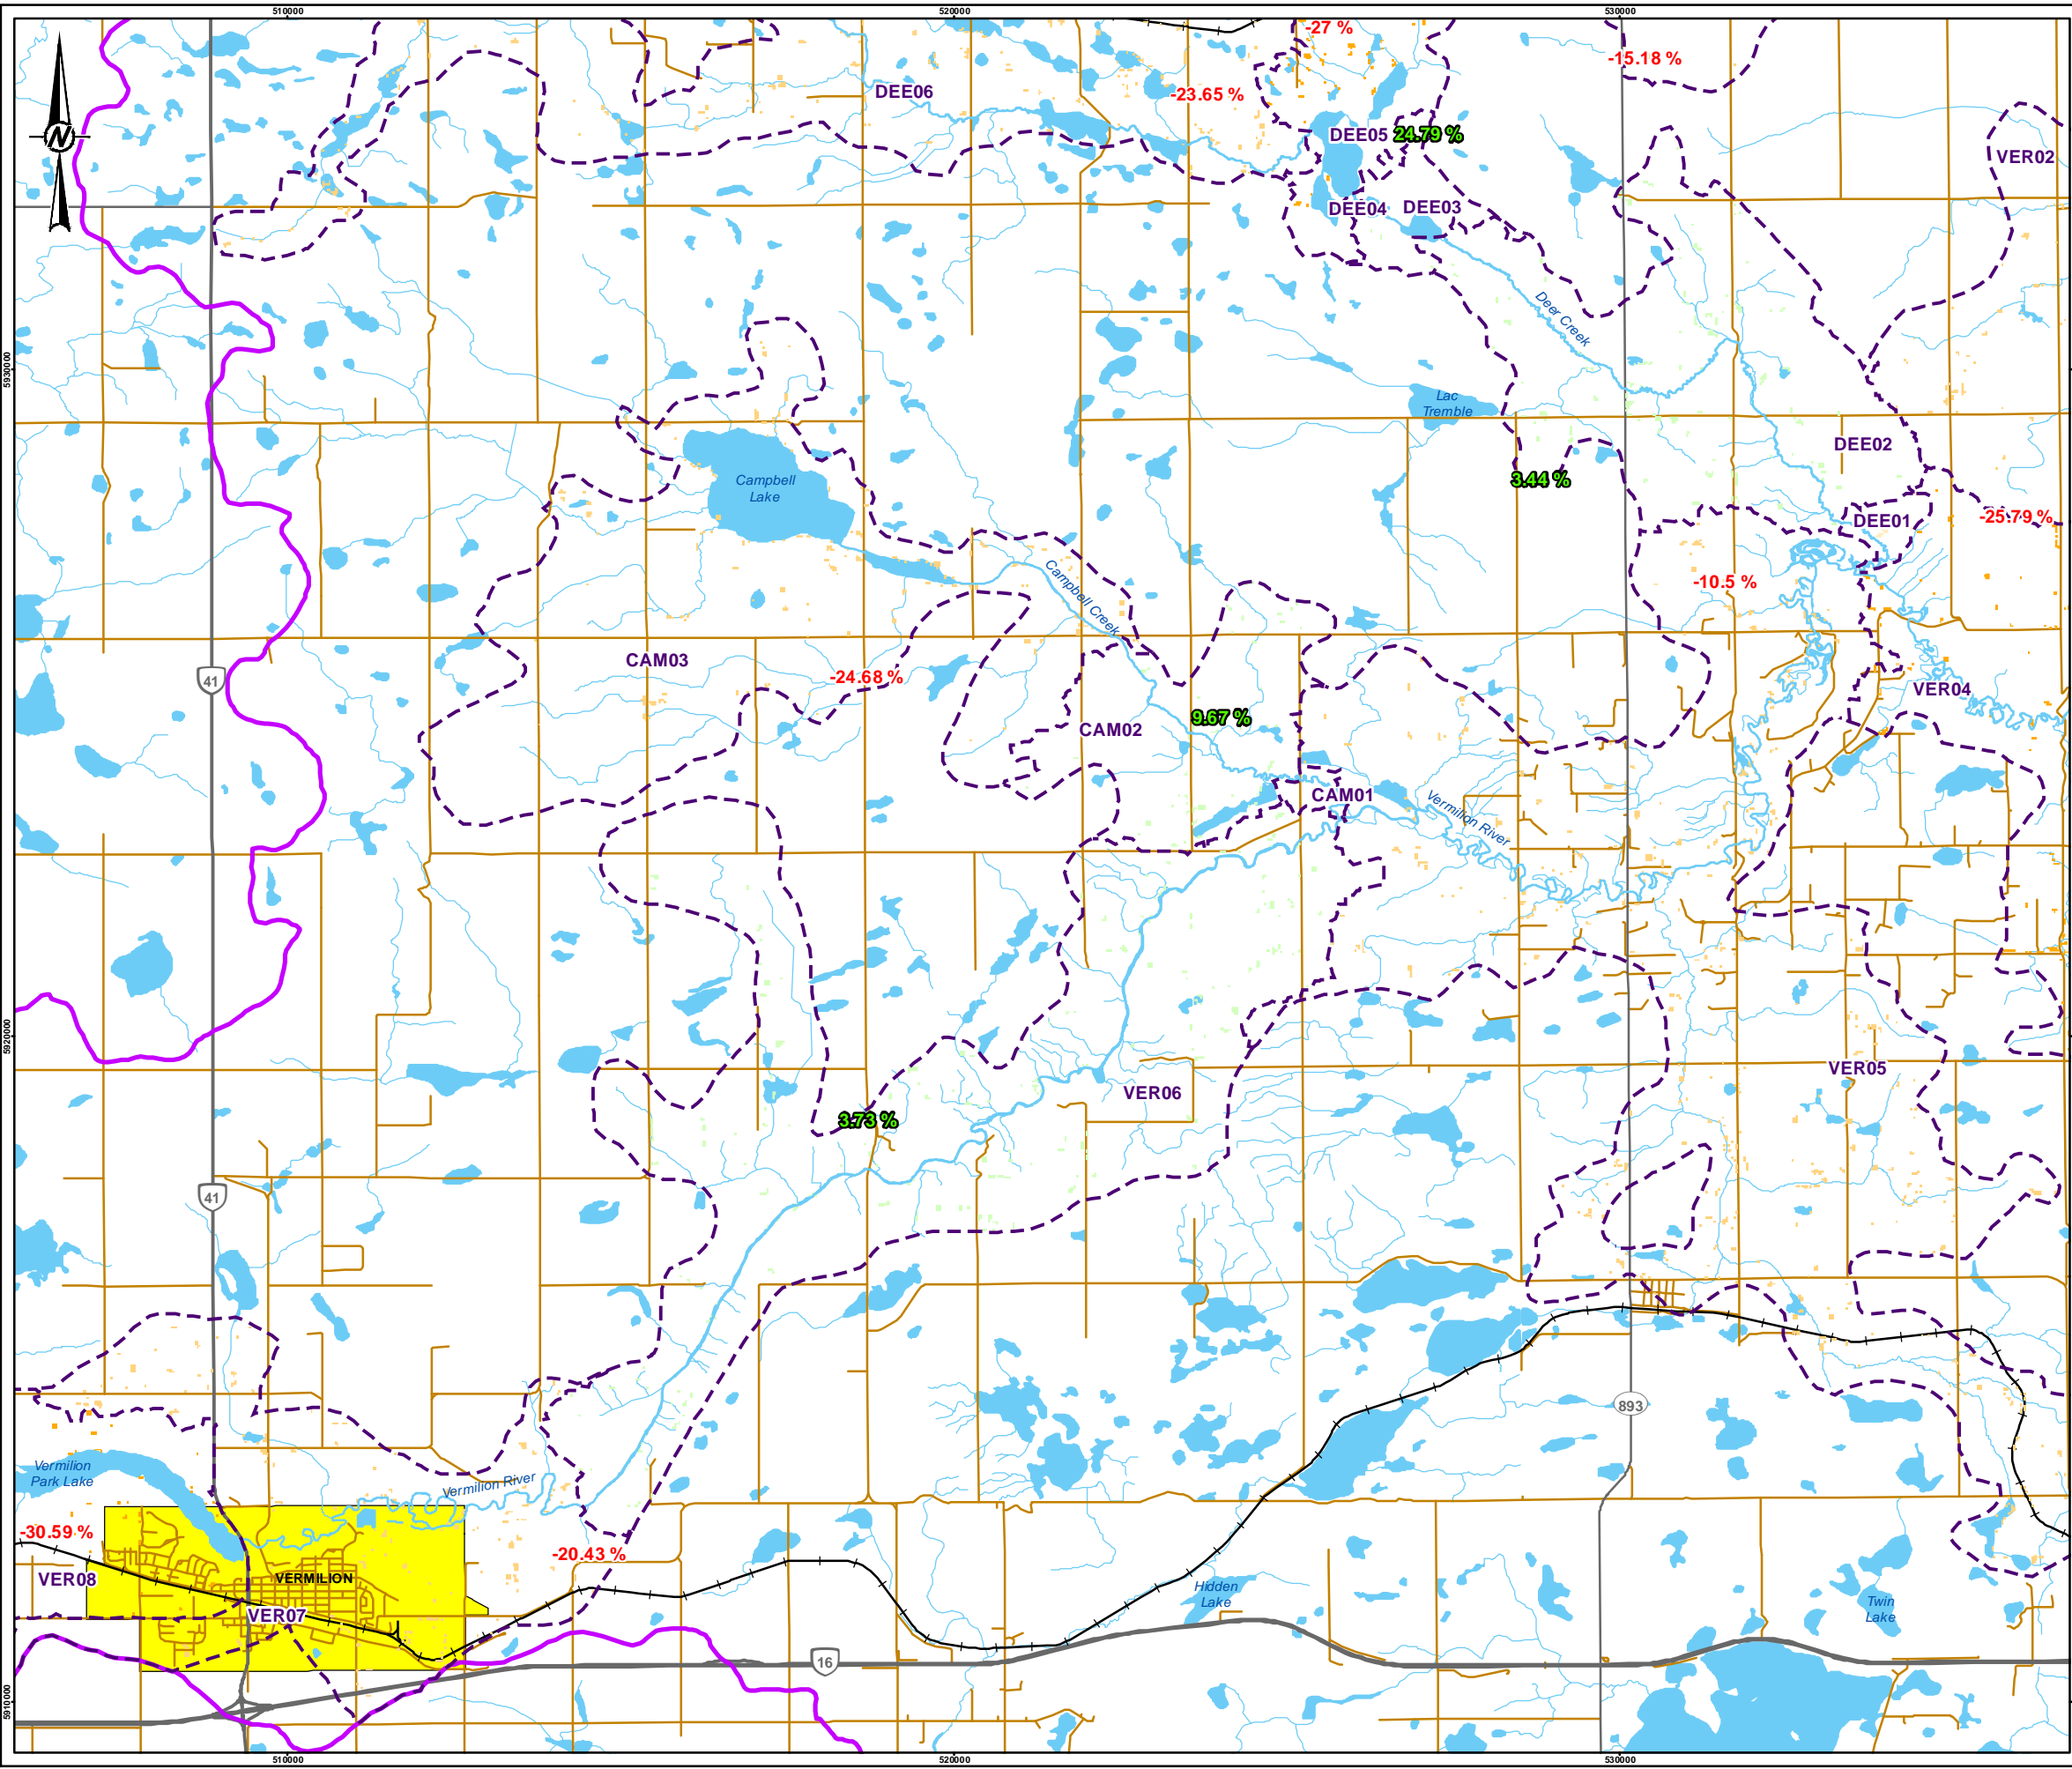 510000
520000
530000
-27 %
-15.18 %
DEE06
-23.65 %
N
DEE05
24.79 %
VER02
DEE04
DEE03
Deer Creek
5930000
Lac
Tremble
DEE02
Campbell
Lake
3.44 %
DEE01
-25.79 %
Campbell Creek
-10.5 %
CAM03
-24.68 %
41
VER04
9.67 %
CAM02
CAM01
Vermilion River
5920000
VER05
VER06
3.73 %
41
893
Vermilion
Park Lake
Vermilion River
-30.59 %
-20.43 %
VER08
VERMILION
Hidden
Lake
Twin
Lake
VER07
16
5910000
510000
520000
530000